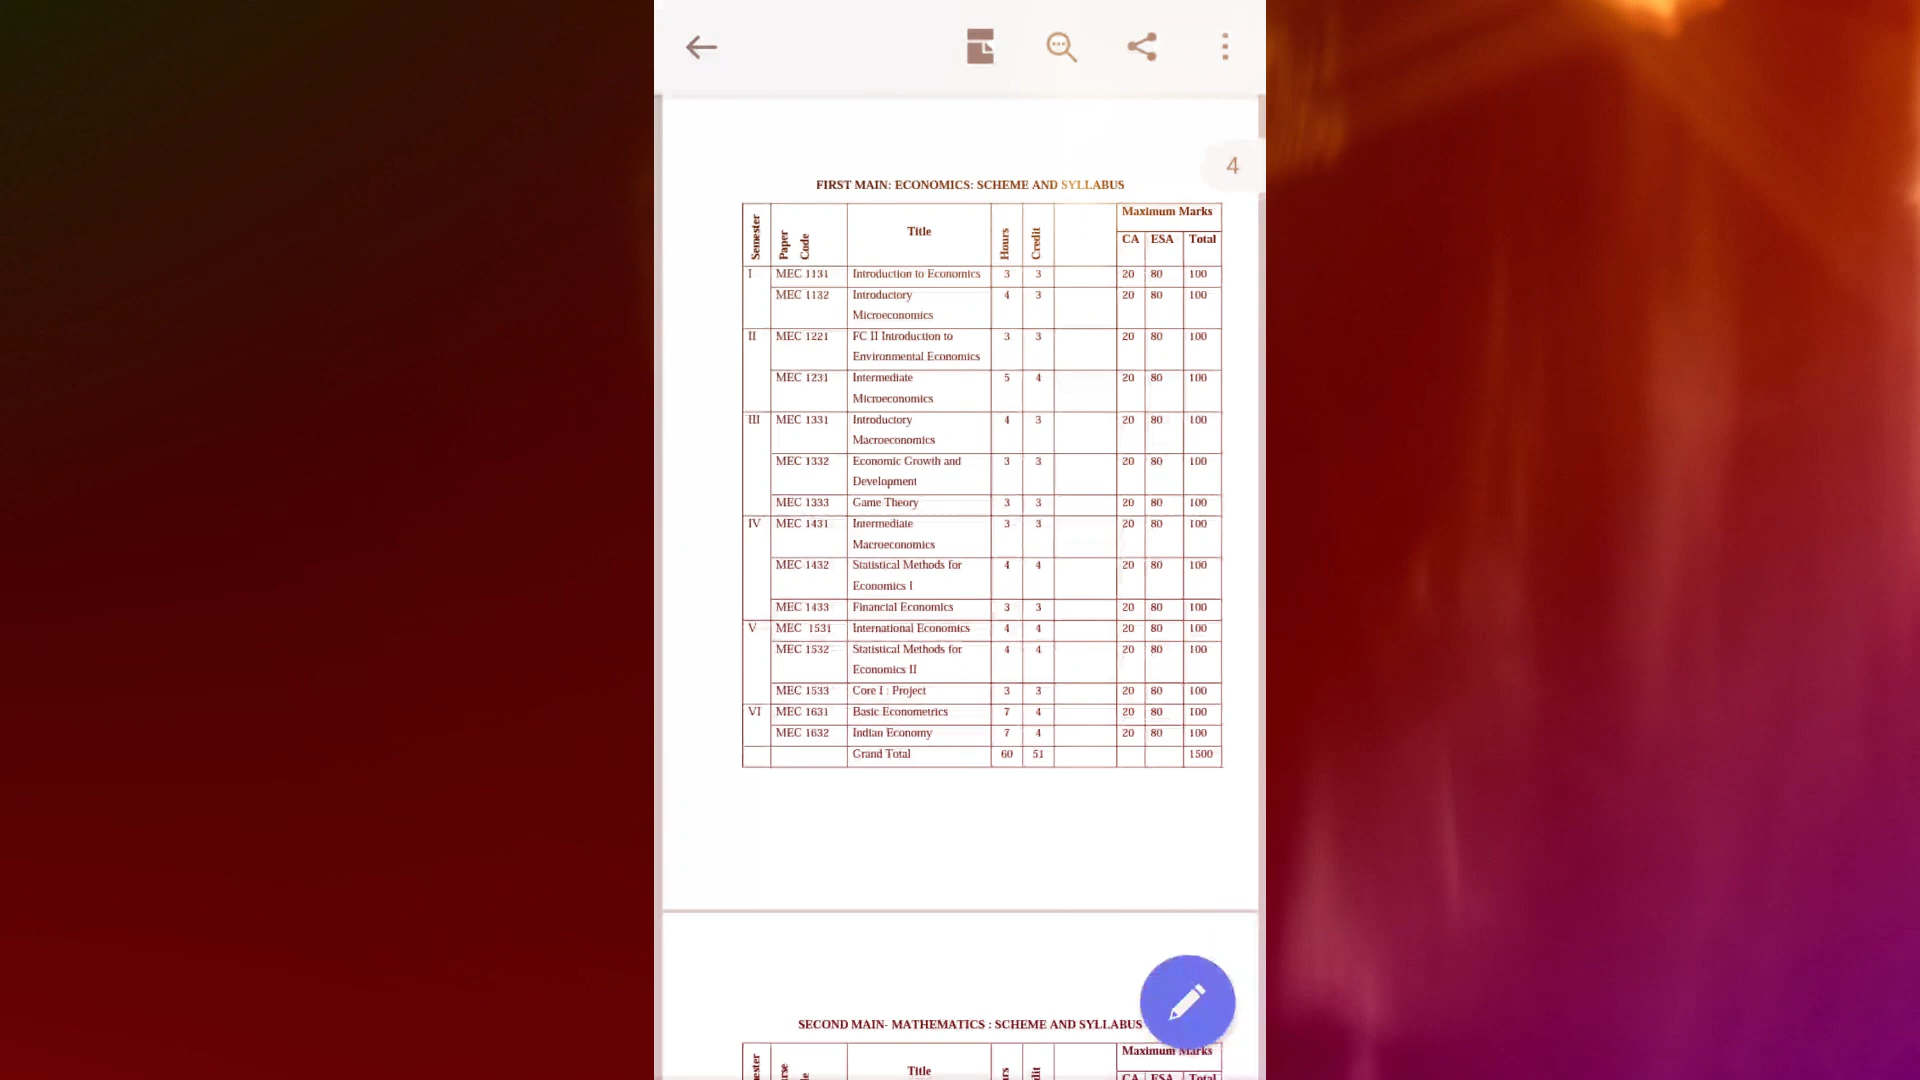 4
FIRST MAIN: ECONOMICS: SCHEME AND SYLLABUS
Semester Paper Code Title Hours Credit Maximum Marks
CA ESA Total
I MEC 1131 Introduction to Economics 3 3 20 80 100
MEC 1132 Introductory 4 3 20 80 100
Microeconomics
II MEC 1221 FC II Introduction to 3 3 20 80 100
Environmental Economics
MEC 1231 Intermediate 5 4 20 80 100
Microeconomics
III MEC 1331 Introductory 4 3 20 80 100
Macroeconomics
MEC 1332 Economic Growth and 3 3 20 80 100
Development
MEC 1333 Game Theory 3 3 20 80 100
IV MEC 1431 Intermediate 3 3 20 80 100
Macroeconomics
MEC 1432 Statistical Methods for 4 4 20 80 100
Economics I
MEC 1433 Financial Economics 3 3 20 80 100
V MEC 1531 International Economics 4 4 20 80 100
MEC 1532 Statistical Methods for 4 4 20 80 100
Economics II
MEC 1533 Core I : Project 3 3 20 80 100
VI MEC 1631 Basic Econometrics 7 4 20 80 100
MEC 1632 Indian Economy 7 4 20 80 100
Grand Total 60 51 1500
SECOND MAIN- MATHEMATICS : SCHEME AND SYLLABUS
Maximum Marks
Title
CA ESA Total